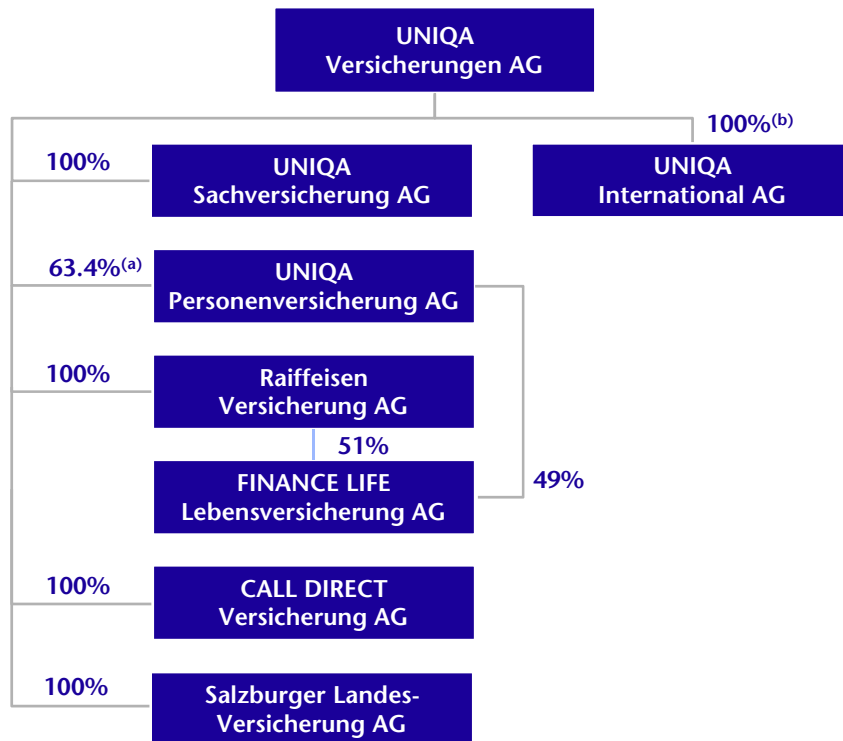 UNIQA
Versicherungen AG
100%(b)
100%
UNIQA
Sachversicherung AG
UNIQA
International AG
63.4%(a)
UNIQA
Personenversicherung AG
100%
Raiffeisen
Versicherung AG
51%
FINANCE LIFE
Lebensversicherung AG
49%
100%
CALL DIRECT
Versicherung AG
100%
Salzburger Landes-
Versicherung AG